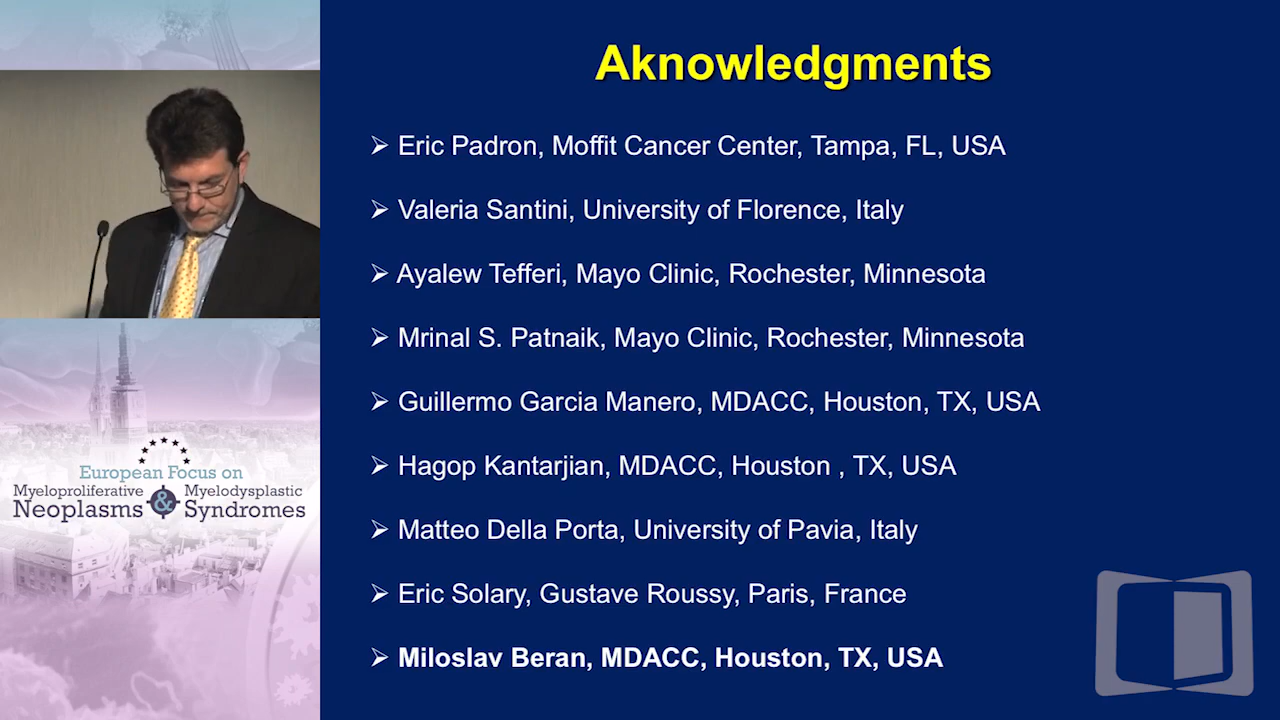 Aknowledgments
➢ Eric Padron, Moffit Cancer Center, Tampa, FL, USA
➢ Valeria Santini, University of Florence, Italy
➢ Ayalew Tefferi, Mayo Clinic, Rochester, Minnesota
➢ Mrinal S. Patnaik, Mayo Clinic, Rochester, Minnesota
➢ Guillermo Garcia Manero, MDACC, Houston, TX, USA
➢ Hagop Kantarjian, MDACC, Houston , TX, USA
➢ Matteo Della Porta, University of Pavia, Italy
➢ Eric Solary, Gustave Roussy, Paris, France
➢ Miloslav Beran, MDACC, Houston, TX, USA
European Focus on
Myeloproliferative & Myelodysplastic
Neoplasms Syndromes